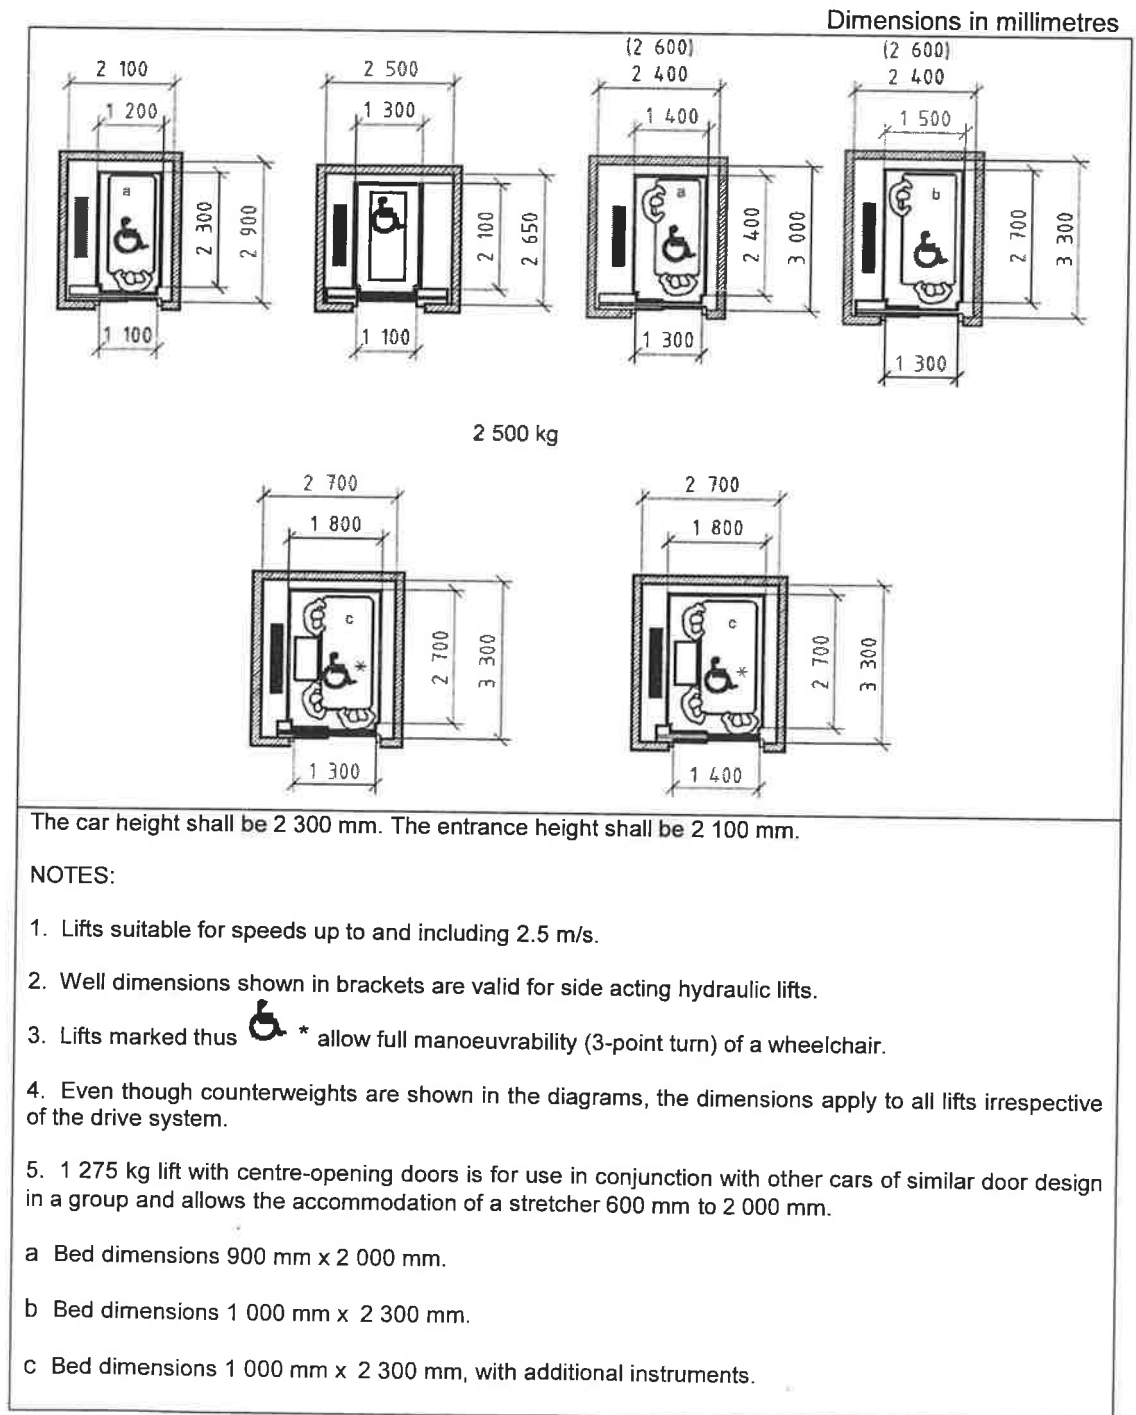 Dimensions in millimetres
2 100
2 500
(2 600)
2 400
(2 600)
2 400
1 200
1 300
1 400
1 500
a
a
b
2 300
2 900
2 100
2 650
2 400
3 000
2 700
3 300
1 100
1 100
1 300
1 300
2 500 kg
2 700
2 700
1 800
1 800
c
c
*
*
2 700
3 300
2 700
3 300
1 300
1 400
The car height shall be 2 300 mm. The entrance height shall be 2 100 mm.
NOTES:
1. Lifts suitable for speeds up to and including 2.5 m/s.
2. Well dimensions shown in brackets are valid for side acting hydraulic lifts.
3. Lifts marked thus * allow full manoeuvrability (3-point turn) of a wheelchair.
4. Even though counterweights are shown in the diagrams, the dimensions apply to all lifts irrespective
of the drive system.
5. 1 275 kg lift with centre-opening doors is for use in conjunction with other cars of similar door design
in a group and allows the accommodation of a stretcher 600 mm to 2 000 mm.
a Bed dimensions 900 mm x 2 000 mm.
b Bed dimensions 1 000 mm x 2 300 mm.
c Bed dimensions 1 000 mm x 2 300 mm, with additional instruments.